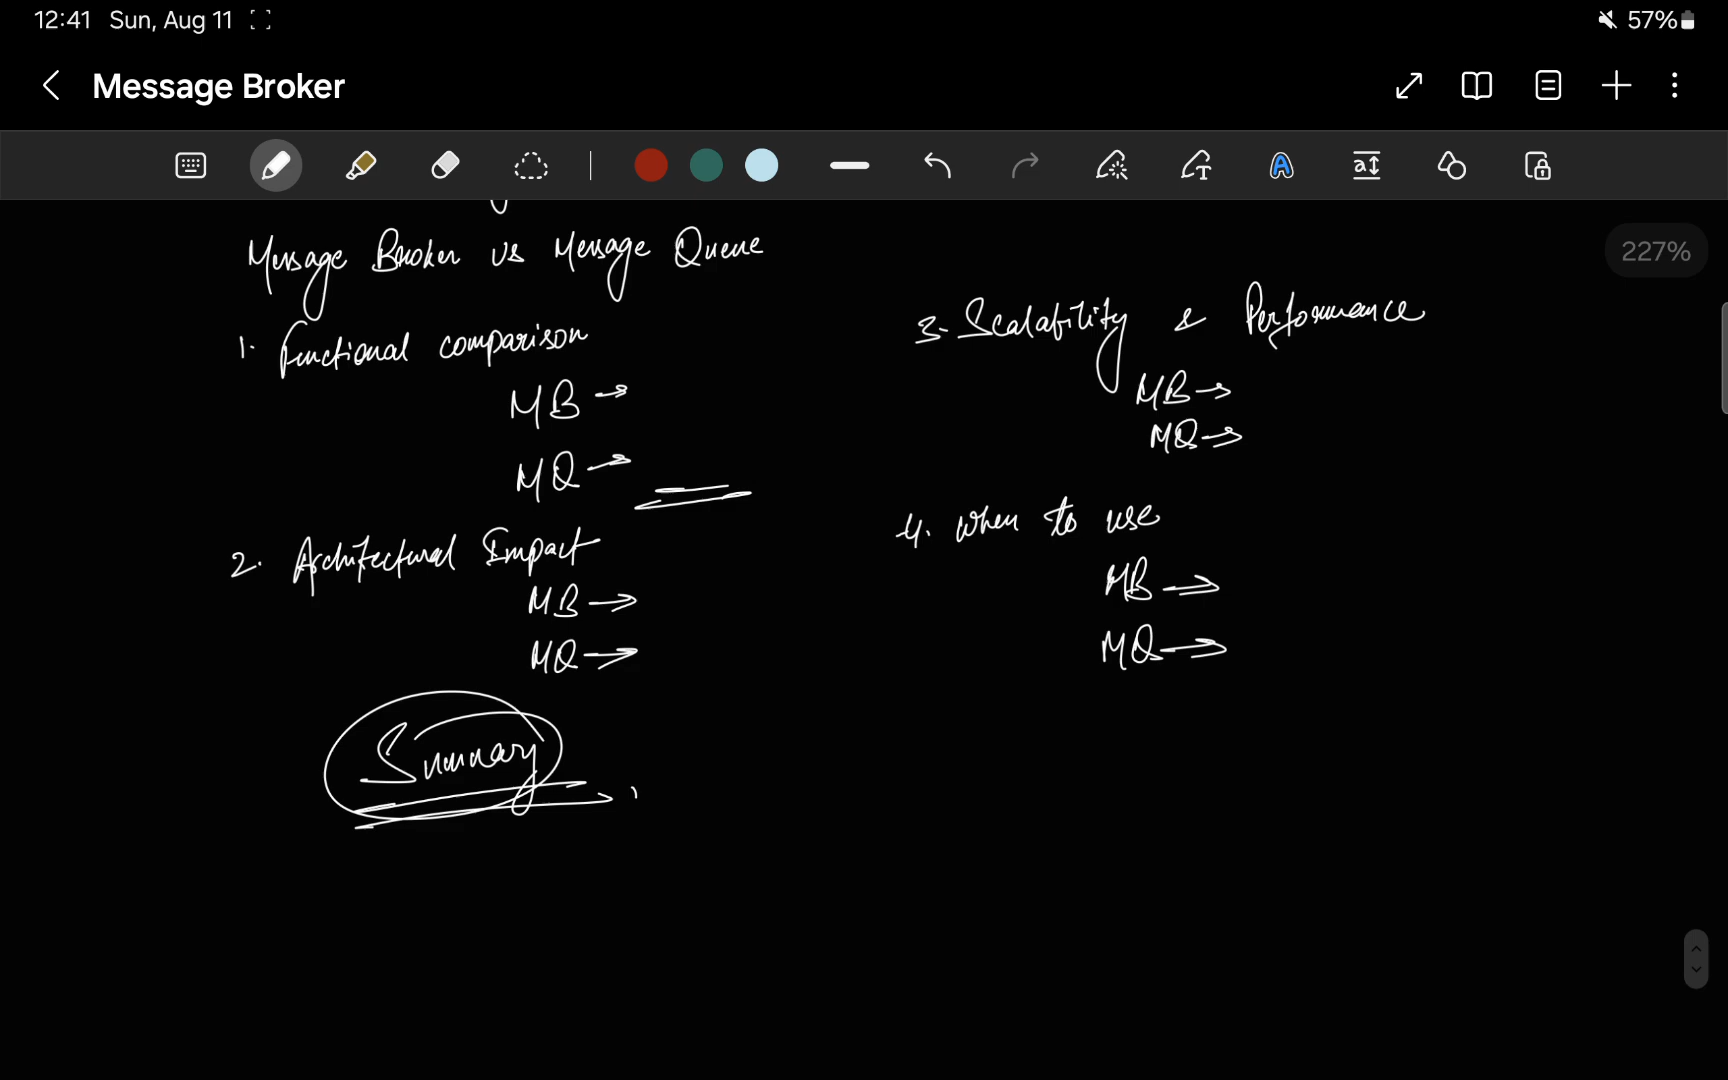 12:41 Sun, Aug 11 57%
Message Broker
227%
Message Broker vs Message Queue
1. Functional comparison
MB →
MQ →
2. Architectural Impact
MB →
MQ →
Summary
3. Scalability & Performance
MB →
MQ →
4. When to use
MB →
MQ →